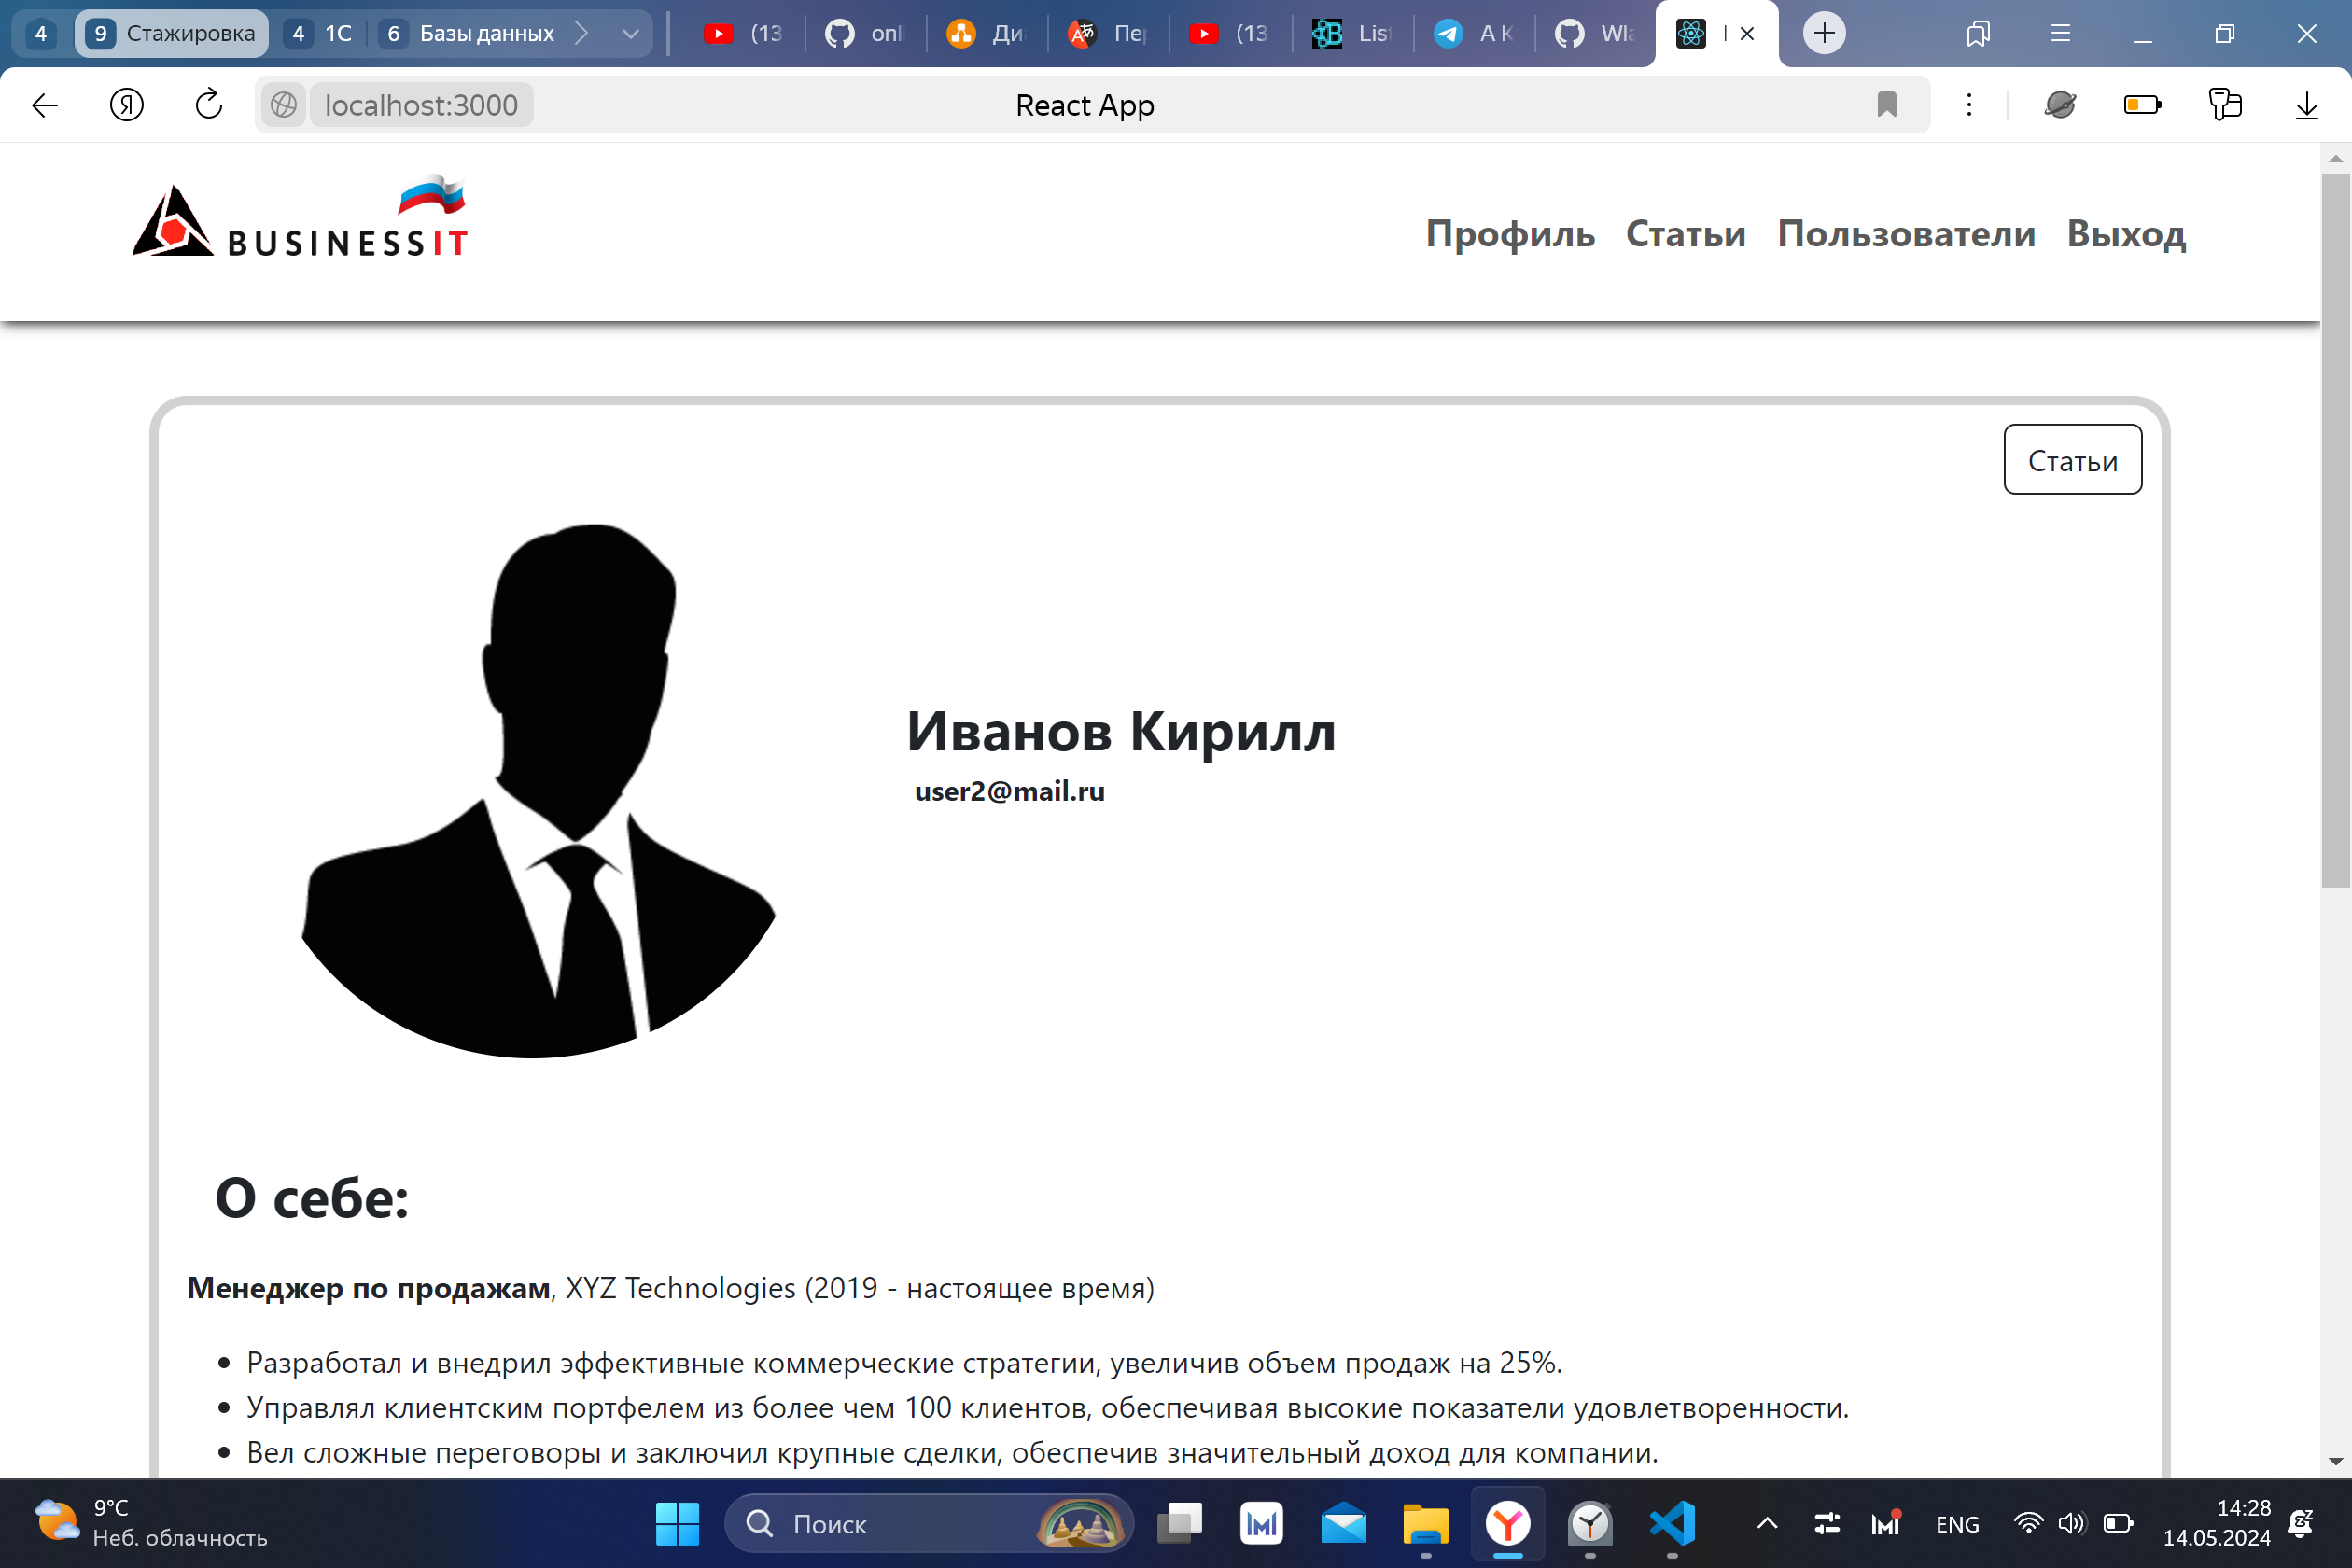 4 9 Стажировка 4 1С 6 Базы данных (13 onl Ди Пер (13 List A K Wla
Я localhost:3000 React App
BUSINESSIT Профиль Статьи Пользователи Выход
Статьи
Иванов Кирилл
user2@mail.ru
О себе:
Менеджер по продажам, XYZ Technologies (2019 - настоящее время)
Разработал и внедрил эффективные коммерческие стратегии, увеличив объем продаж на 25%.
Управлял клиентским портфелем из более чем 100 клиентов, обеспечивая высокие показатели удовлетворенности.
Вел сложные переговоры и заключил крупные сделки, обеспечив значительный доход для компании.
9°C
Неб. облачность
Поиск
ENG
14:28
14.05.2024